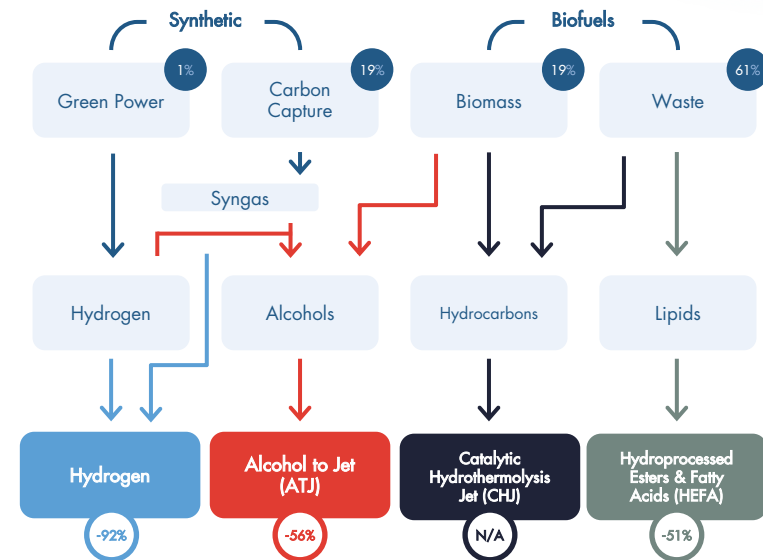 Synthetic
Biofuels
1%
19%
19%
61%
Green Power
Carbon
Capture
Biomass
Waste
Syngas
Hydrogen
Alcohols
Hydrocarbons
Lipids
Hydrogen
Alcohol to Jet
(ATJ)
Catalytic
Hydrothermolysis
Jet (CHJ)
Hydroprocessed
Esters & Fatty
Acids (HEFA)
-92%
-56%
N/A
-51%